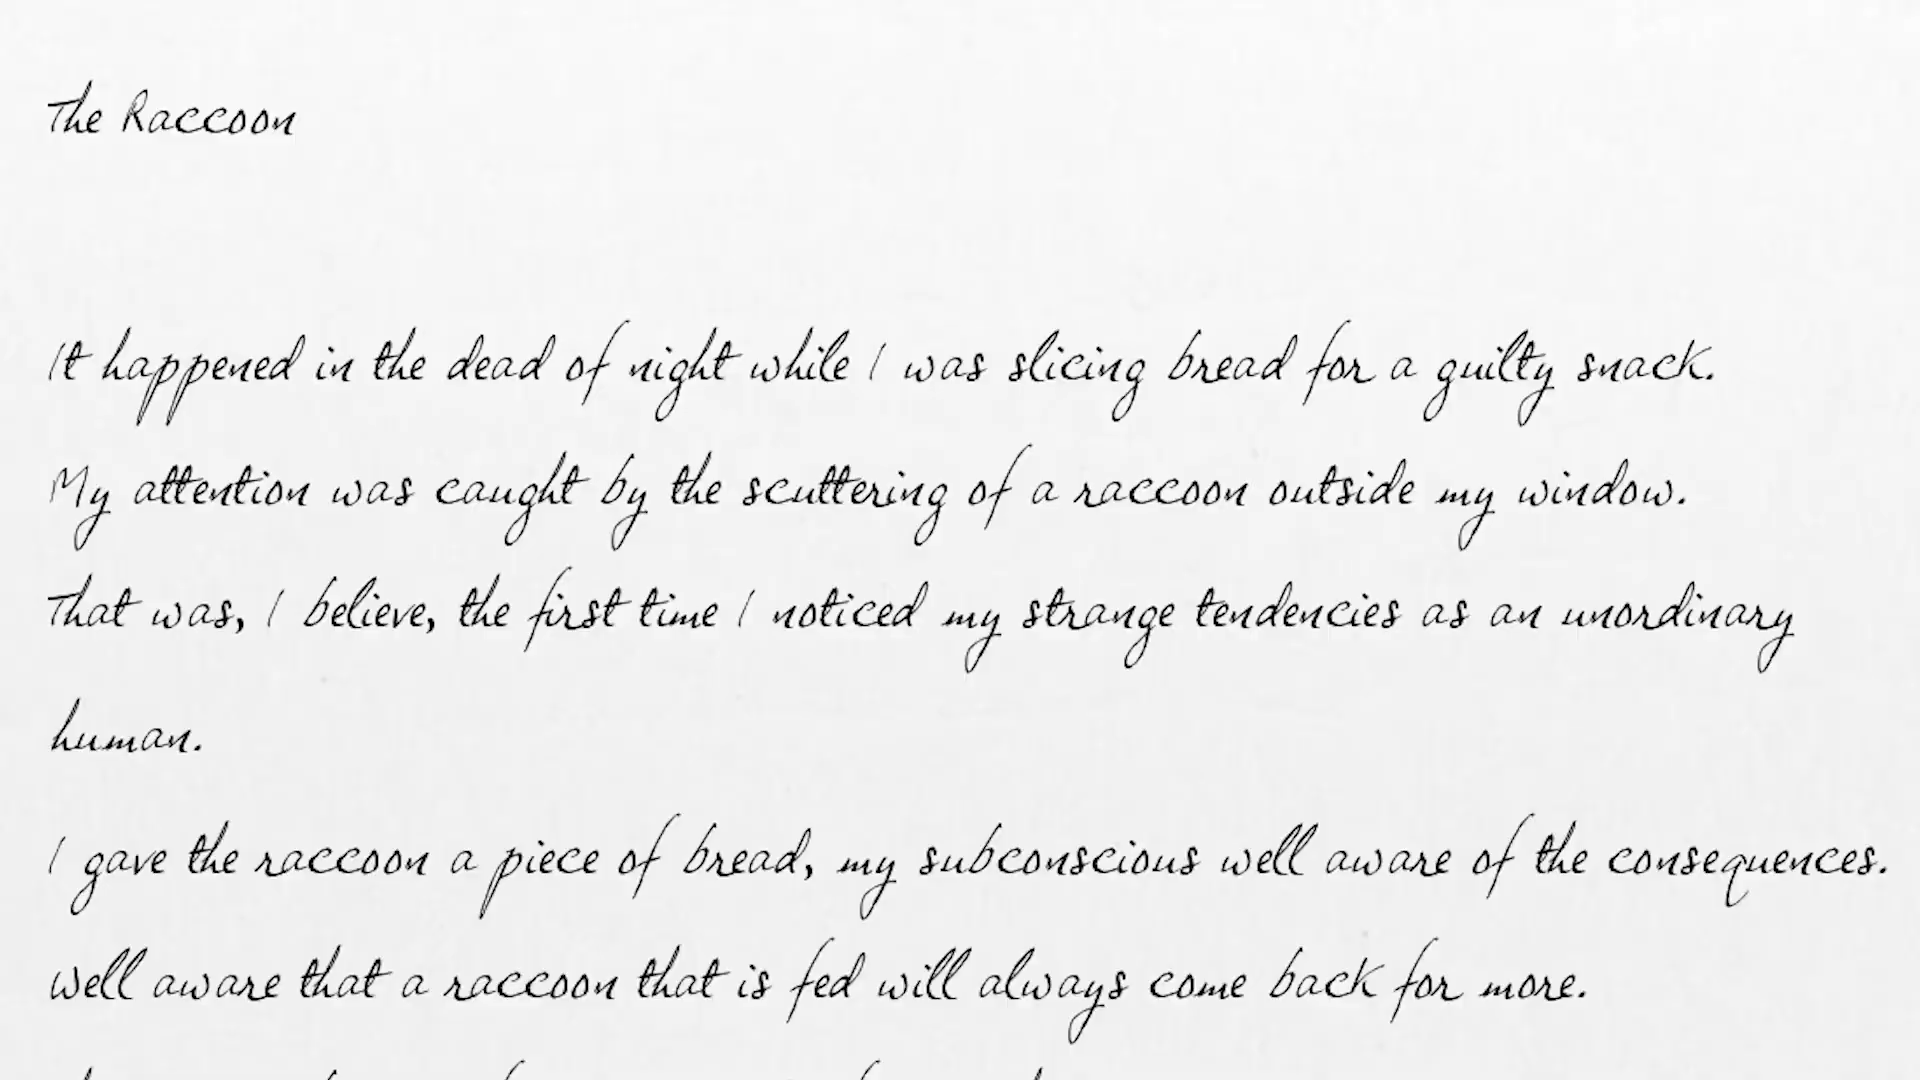 The Raccoon
It happened in the dead of night while I was slicing bread for a guilty snack.
My attention was caught by the scuttering of a raccoon outside my window.
That was, I believe, the first time I noticed my strange tendencies as an unordinary
human.
I gave the raccoon a piece of bread, my subconscious well aware of the consequences.
Well aware that a raccoon that is fed will always come back for more.